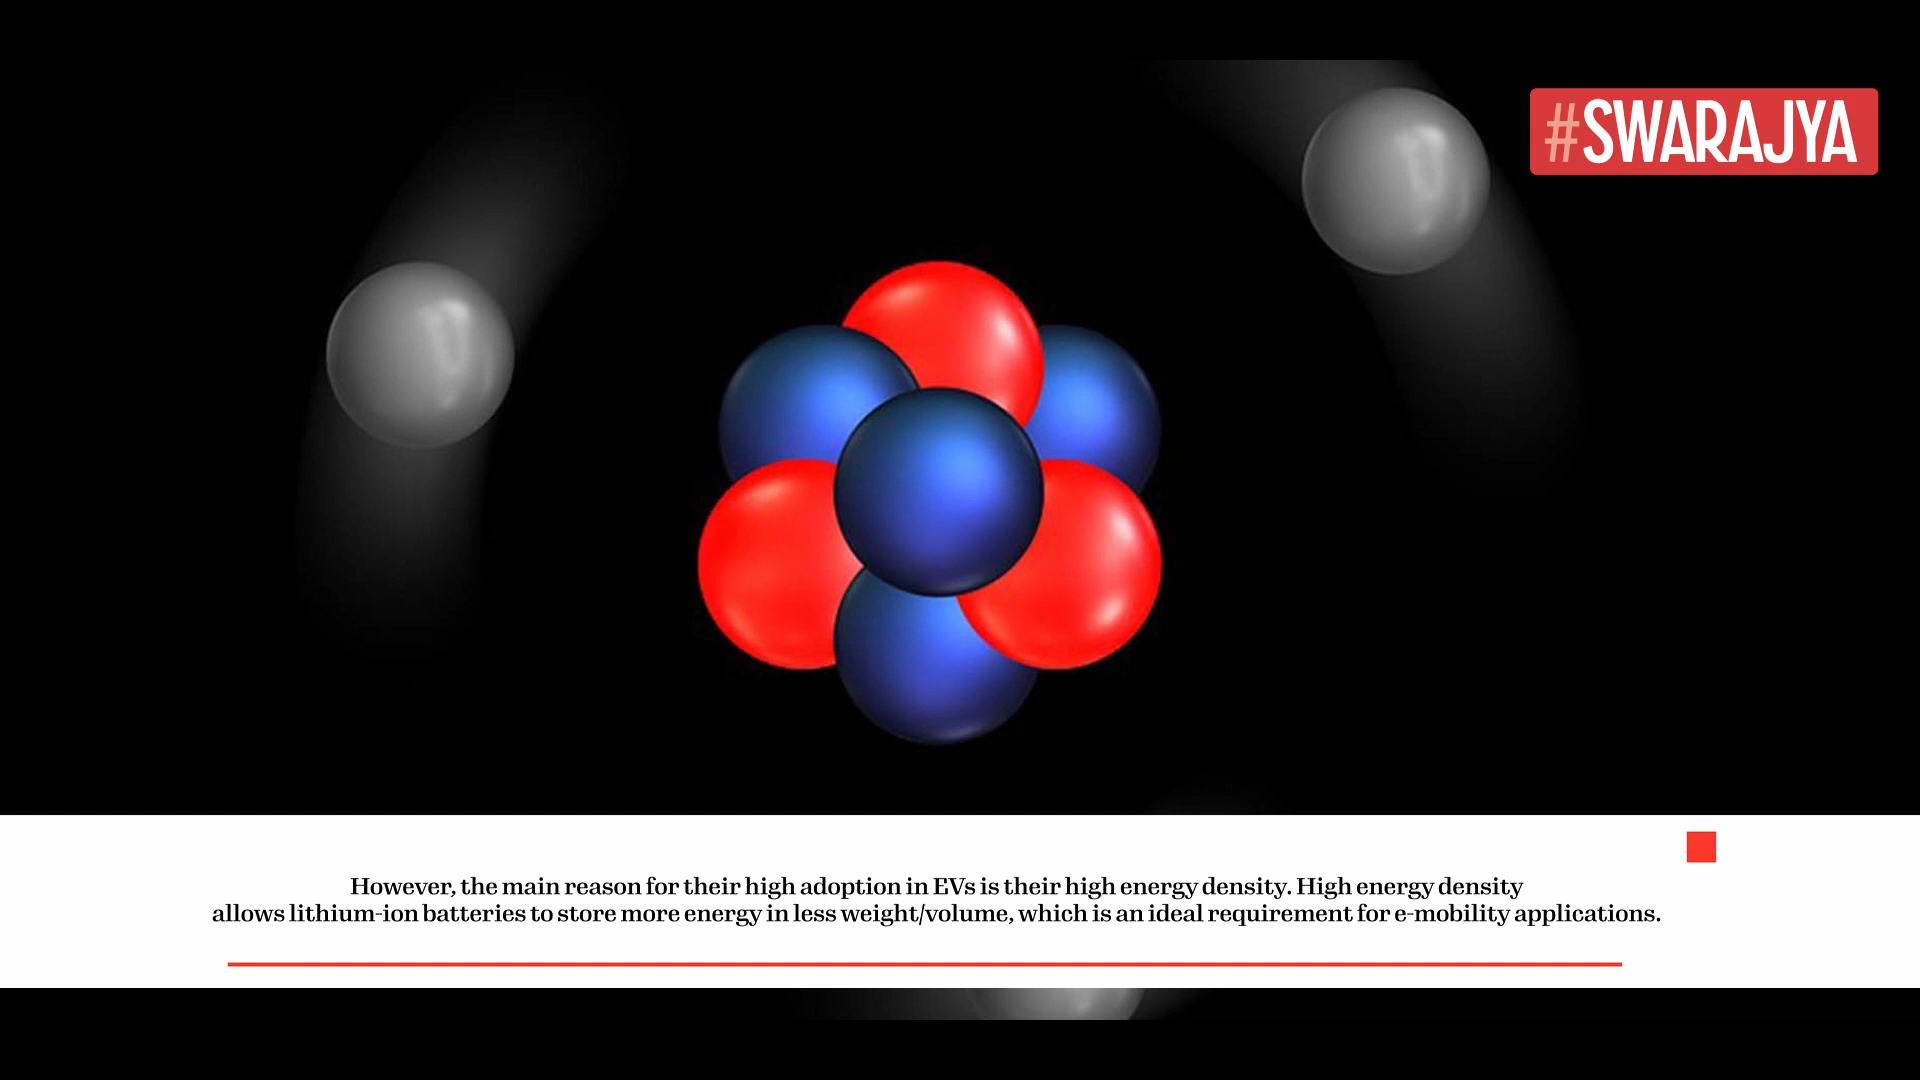 #SWARAJYA
However, the main reason for their high adoption in EVs is their high energy density. High energy density
allows lithium-ion batteries to store more energy in less weight/volume, which is an ideal requirement for e-mobility applications.